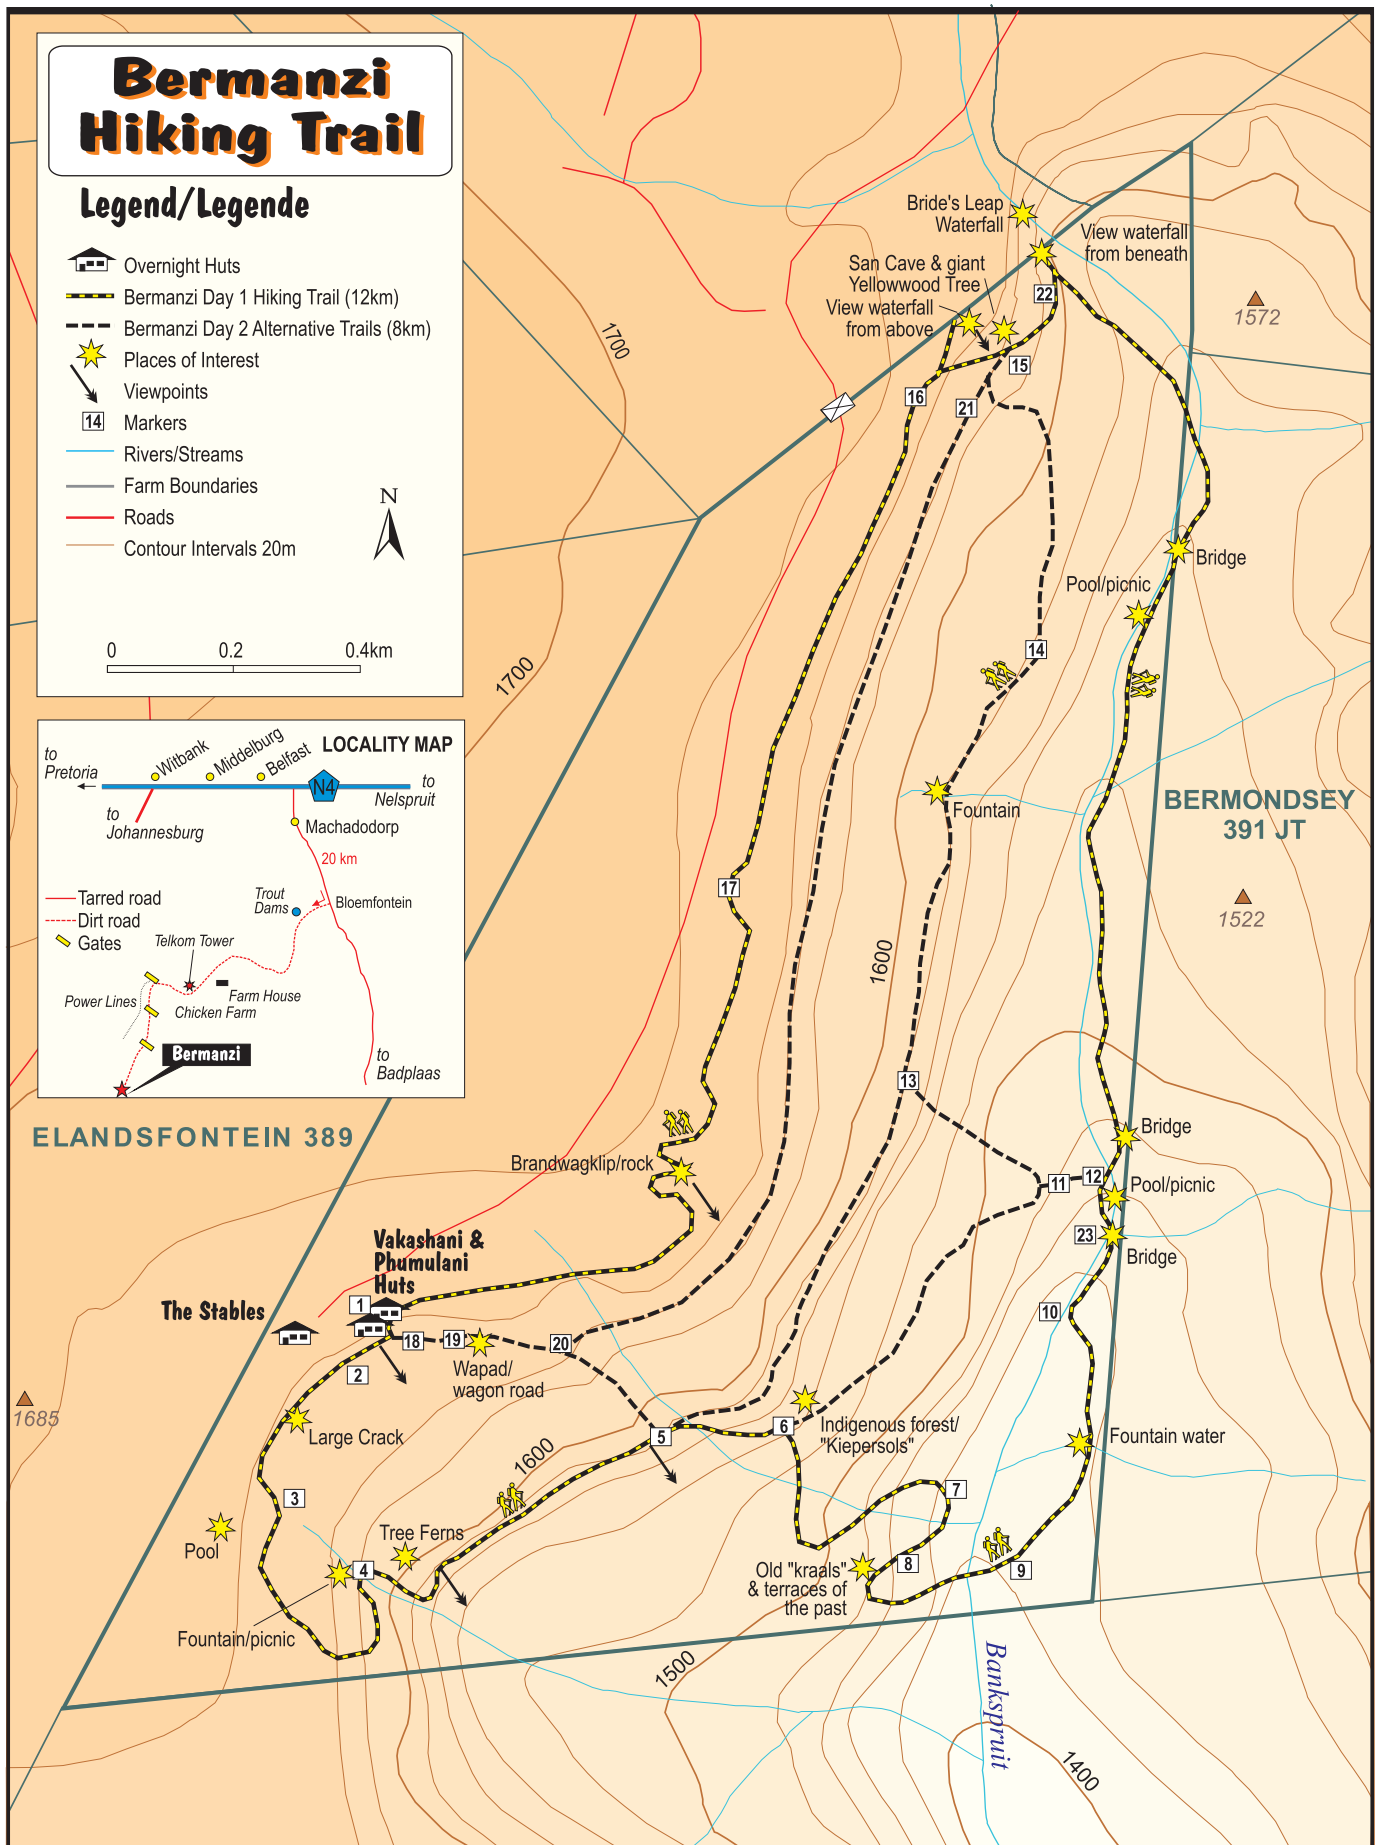 Bermanzi
Hiking Trail
Legend/Legende
Overnight Huts
Bermanzi Day 1 Hiking Trail (12km)
Bermanzi Day 2 Alternative Trails (8km)
Places of Interest
Viewpoints
14
Markers
Rivers/Streams
Farm Boundaries
Roads
Contour Intervals 20m
N
0
0.2
0.4km
LOCALITY MAP
to
Pretoria
Witbank
Middelburg
Belfast
N4
to
Nelspruit
to
Johannesburg
Machadodorp
20 km
Tarred road
Dirt road
Gates
Trout
Dams
Bloemfontein
Telkom Tower
Power Lines
Farm House
Chicken Farm
Bermanzi
to
Badplaas
Bride's Leap
Waterfall
View waterfall
from beneath
San Cave & giant
Yellowwood Tree
View waterfall
from above
22
15
16
21
1572
1700
1700
Bridge
Pool/picnic
14
Fountain
BERMONDSEY
391 JT
17
1522
1600
13
ELANDSFONTEIN 389
Bridge
Brandwagklip/rock
11
12
Pool/picnic
23
Bridge
Vakashani &
Phumulani
Huts
The Stables
1
10
18
19
20
2
Wapad/
wagon road
1685
Large Crack
5
6
Indigenous forest/
"Kiepersols"
Fountain water
1600
3
7
Tree Ferns
Pool
4
8
9
Old "kraals"
& terraces of
the past
Fountain/picnic
1500
Bankspruit
1400